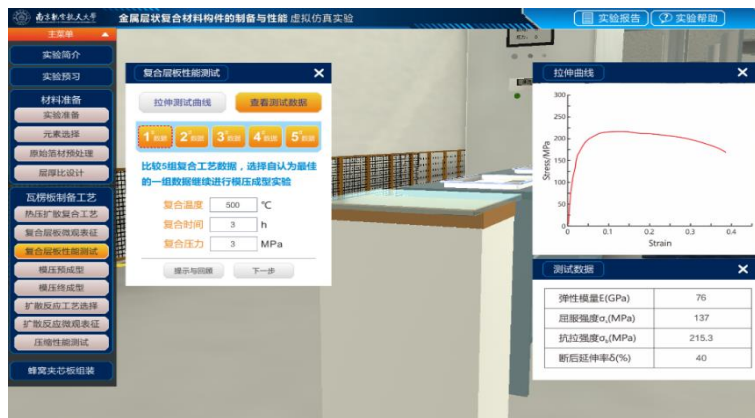 南京航空航天大学
金属层状复合材料构件的制备与性能 虚拟仿真实验
实验报告
实验帮助
主菜单
实验简介
实验预习
材料准备
实验准备
元素选择
原始箔材预处理
层厚比设计
瓦楞板制备工艺
热压扩散复合工艺
复合层板微观表征
复合层板性能测试
模压预成型
模压终成型
扩散反应工艺选择
扩散反应微观表征
压缩性能测试
蜂窝夹芯板组装
复合层板性能测试
拉伸测试曲线 查看测试数据
1# 数据 2# 数据 3# 数据 4# 数据 5# 数据
比较5组复合工艺数据，选择自认为最佳
的一组数据继续进行模压成型实验
复合温度 500 ℃
复合时间 3 h
复合压力 3 MPa
提示与回顾 下一步
拉伸曲线
Stress/MPa
300
250
200
150
100
50
0 0.1 0.2 0.3 0.4
Strain
测试数据
弹性模量E(GPa) 76
屈服强度σs(MPa) 137
抗拉强度σb(MPa) 215.3
断后延伸率δ(%) 40